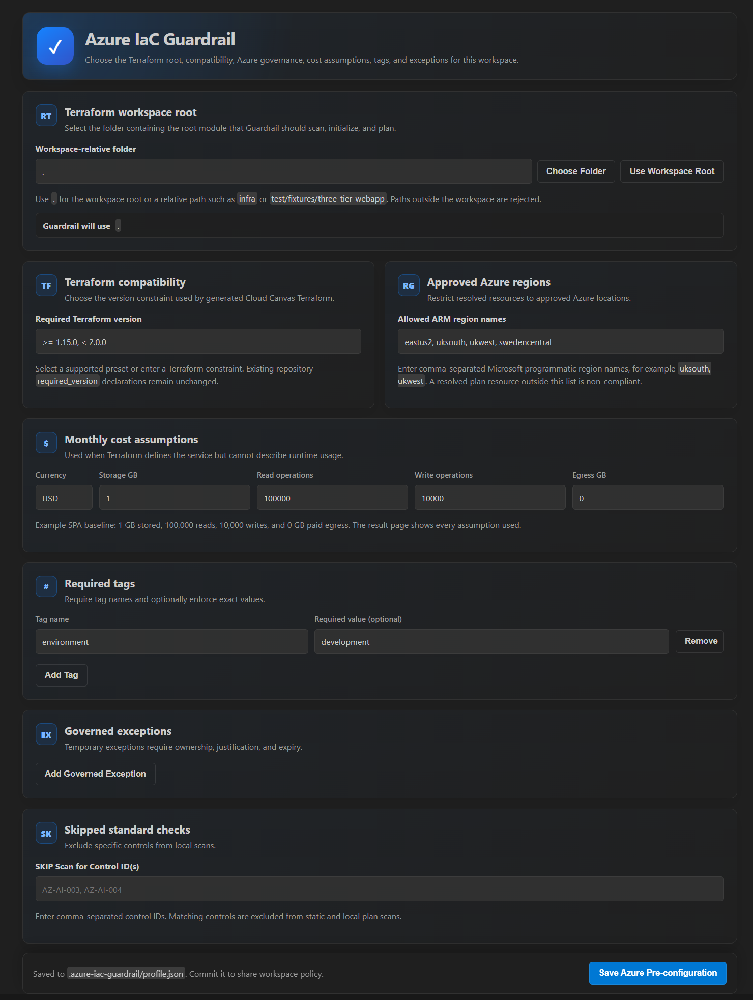 Azure IaC Guardrail
Choose the Terraform root, compatibility, Azure governance, cost assumptions, tags, and exceptions for this workspace.
RT
Terraform workspace root
Select the folder containing the root module that Guardrail should scan, initialize, and plan.
Workspace-relative folder
.
Choose Folder
Use Workspace Root
Use . for the workspace root or a relative path such as infra or test/fixtures/three-tier-webapp. Paths outside the workspace are rejected.
Guardrail will use .
TF
Terraform compatibility
Choose the version constraint used by generated Cloud Canvas Terraform.
Required Terraform version
>= 1.15.0, < 2.0.0
Select a supported preset or enter a Terraform constraint. Existing repository
required_version declarations remain unchanged.
RG
Approved Azure regions
Restrict resolved resources to approved Azure locations.
Allowed ARM region names
eastus2, uksouth, ukwest, swedencentral
Enter comma-separated Microsoft programmatic region names, for example uksouth,
ukwest. A resolved plan resource outside this list is non-compliant.
$
Monthly cost assumptions
Used when Terraform defines the service but cannot describe runtime usage.
Currency
Storage GB
Read operations
Write operations
Egress GB
USD
1
100000
10000
0
Example SPA baseline: 1 GB stored, 100,000 reads, 10,000 writes, and 0 GB paid egress. The result page shows every assumption used.
#
Required tags
Require tag names and optionally enforce exact values.
Tag name
Required value (optional)
environment
development
Remove
Add Tag
EX
Governed exceptions
Temporary exceptions require ownership, justification, and expiry.
Add Governed Exception
SK
Skipped standard checks
Exclude specific controls from local scans.
SKIP Scan for Control ID(s)
AZ-AI-003, AZ-AI-004
Enter comma-separated control IDs. Matching controls are excluded from static and local plan scans.
Saved to .azure-iac-guardrail/profile.json. Commit it to share workspace policy.
Save Azure Pre-configuration